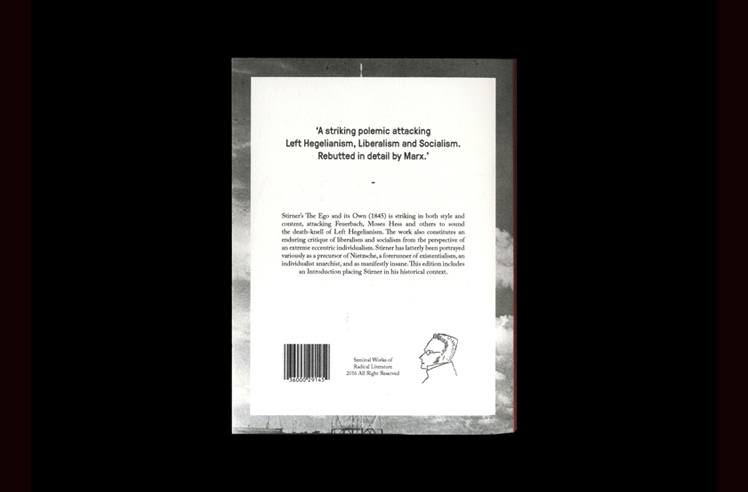 ‘A striking polemic attacking
Left Hegelianism, Liberalism and Socialism.
Rebutted in detail by Marx.’
-
Stirner’s The Ego and its Own (1845) is striking in both style and
content, attacking Feuerbach, Moses Hess and others to sound
the death-knell of Left Hegelianism. The work also constitutes an
enduring critique of liberalism and socialism from the perspective of
an extreme eccentric individualism. Stirner has latterly been portrayed
variously as a precursor of Nietzsche, a forerunner of existentialism, an
individualist anarchist, and as manifestly insane. This edition includes
an Introduction placing Stirner in his historical context.
Seminal Works of
Radical Literature
2016 All Right Reserved
36000 29145